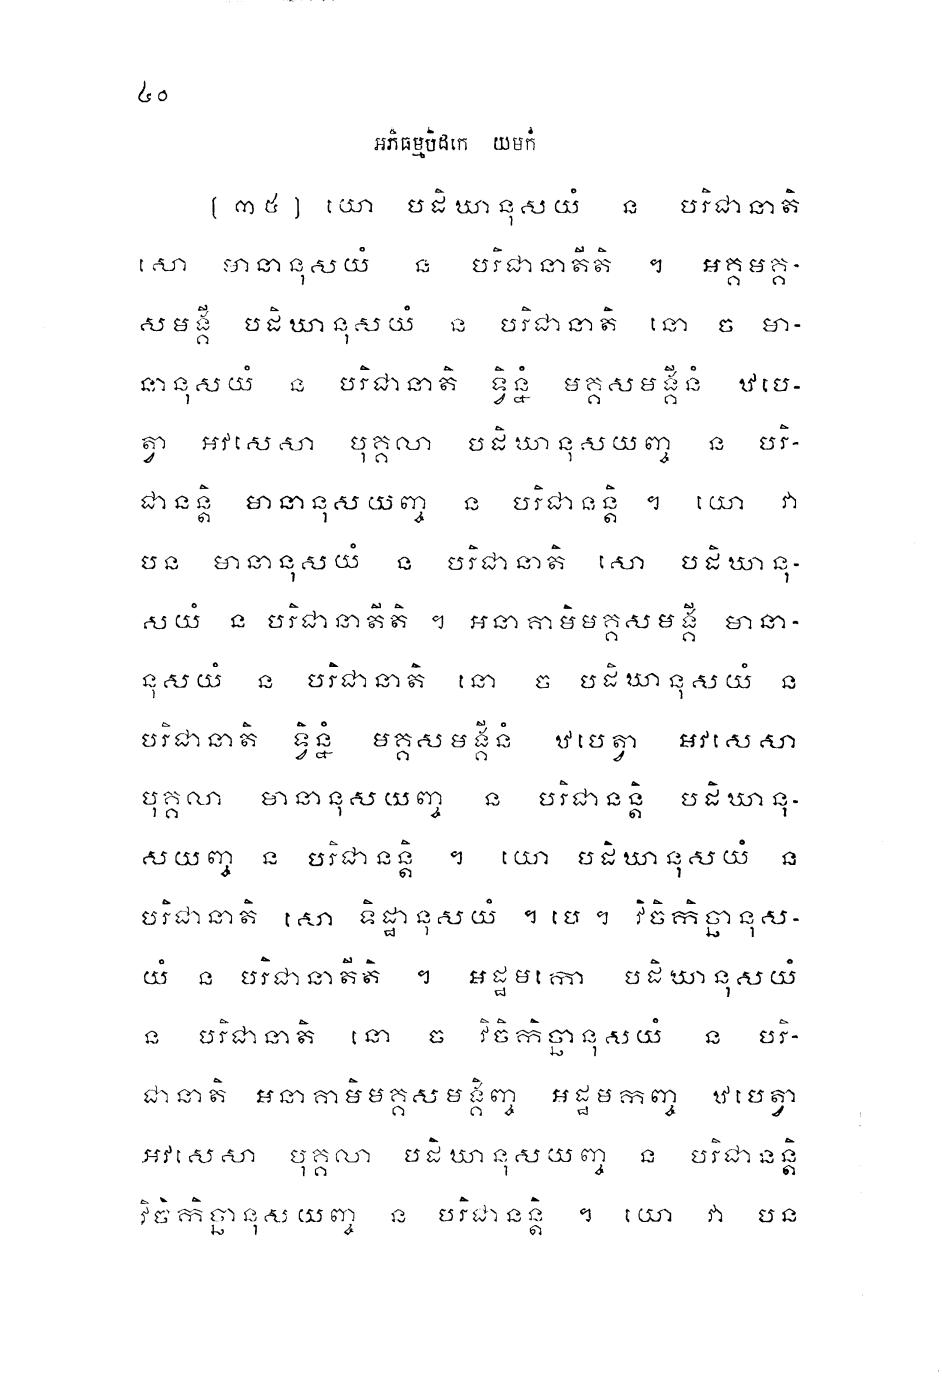 ៤០
អភិធម្មបិដកេ យមកំ
[ ៣៥ ] យោ បដិឃានុសយំ ន បរិជានាតិ
សោ មានានុសយំ ន បរិជានាតីតិ ។ អគ្គមគ្គ-
សមង្គី បដិឃានុសយំ ន បរិជានាតិ នោ ច មា-
នានុសយំ ន បរិជានាតិ ទ្វិន្នំ មគ្គសមង្គីនំ ឋបេ-
ត្វា អវសេសា បុគ្គលា បដិឃានុសយញ្ច ន បរិ-
ជានន្តិ មានានុសយញ្ច ន បរិជានន្តិ ។ យោ វា
បន មានានុសយំ ន បរិជានាតិ សោ បដិឃានុ-
សយំ ន បរិជានាតីតិ ។ អនាគាមិមគ្គសមង្គី មានា-
នុសយំ ន បរិជានាតិ នោ ច បដិឃានុសយំ ន
បរិជានាតិ ទ្វិន្នំ មគ្គសមង្គីនំ ឋបេត្វា អវសេសា
បុគ្គលា មានានុសយញ្ច ន បរិជានន្តិ បដិឃានុ-
សយញ្ច ន បរិជានន្តិ ។ យោ បដិឃានុសយំ ន
បរិជានាតិ សោ ទិដ្ឋានុសយំ ។ បេ ។ វិចិកិច្ឆានុស-
យំ ន បរិជានាតីតិ ។ អដ្ឋមកោ បដិឃានុសយំ
ន បរិជានាតិ នោ ច វិចិកិច្ឆានុសយំ ន បរិ-
ជានាតិ អនាគាមិមគ្គសមង្គិញ្ច អដ្ឋមកញ្ច ឋបេត្វា
អវសេសា បុគ្គលា បដិឃានុសយញ្ច ន បរិជានន្តិ
វិចិកិច្ឆានុសយញ្ច ន បរិជានន្តិ ។ យោ វា បន